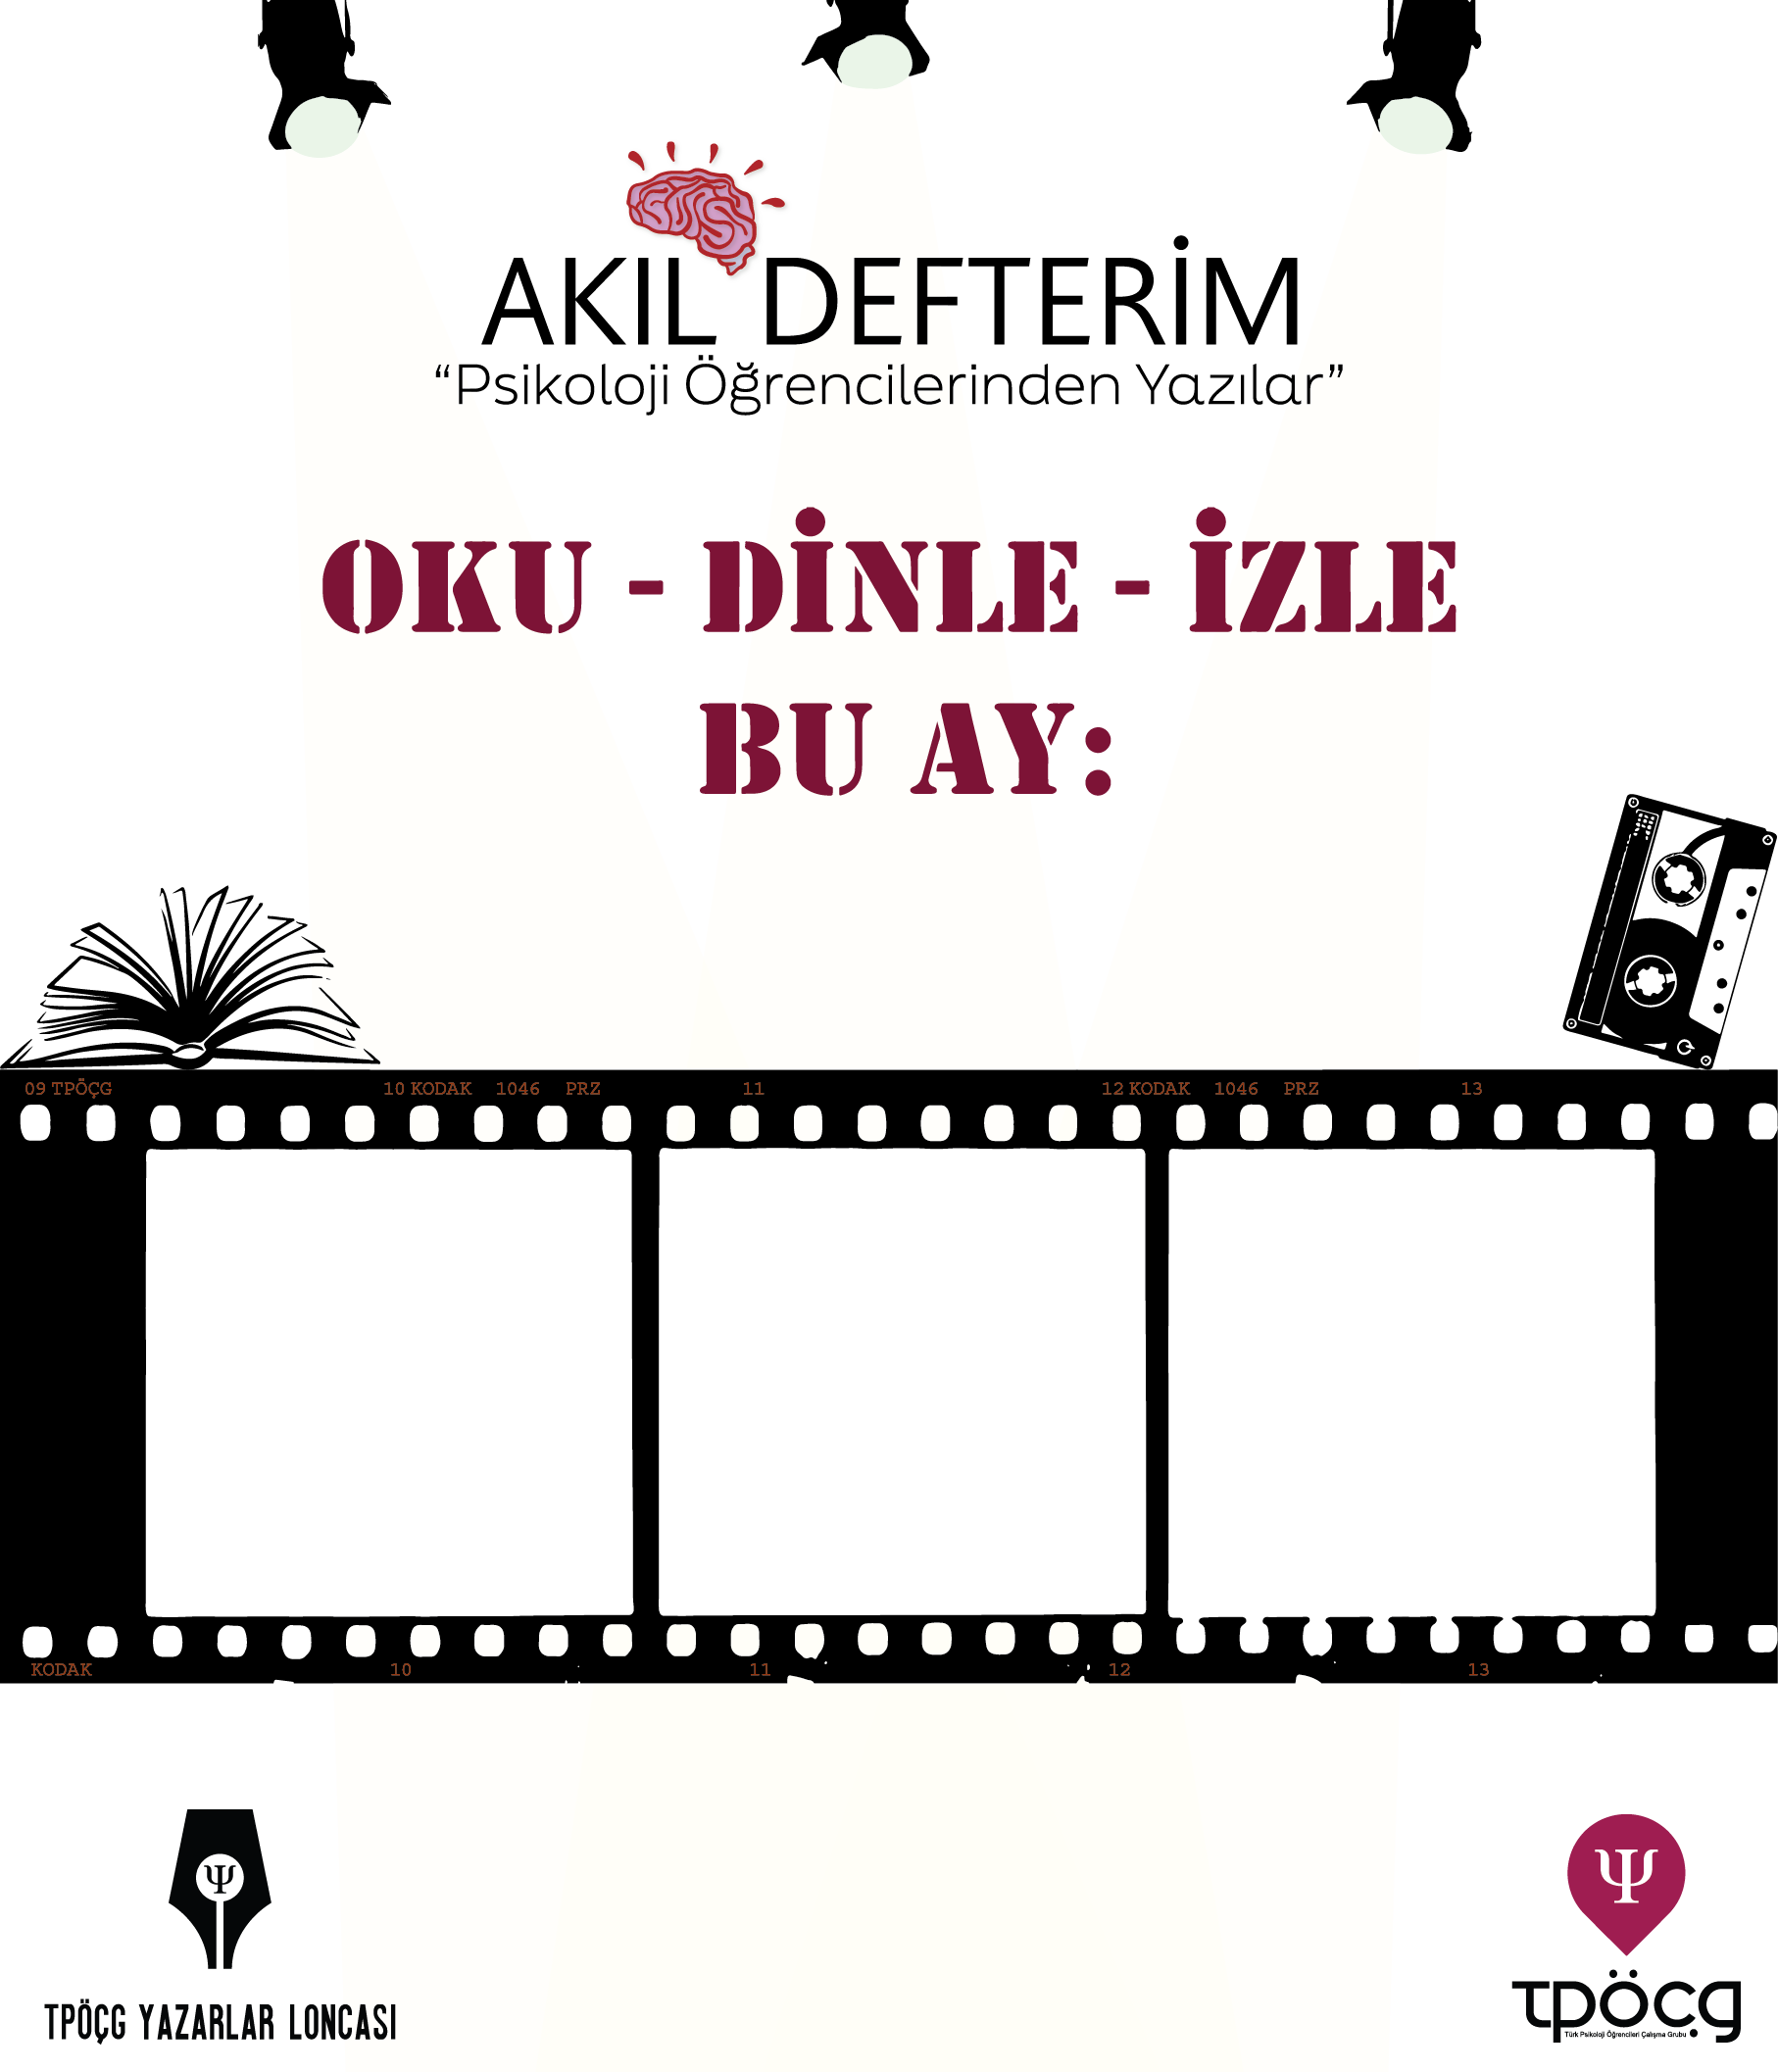 AKIL DEFTERİM
“Psikoloji Öğrencilerinden Yazılar”
OKU - DİNLE - İZLE
BU AY:
09 TPÖÇG 10 KODAK 1046 PRZ 11 12 KODAK 1046 PRZ 13
KODAK 10 11 12 13
Ψ
TPÖÇG YAZARLAR LONCASI
Ψ
tpöçg
Türk Psikoloji Öğrencileri Çalışma Grubu